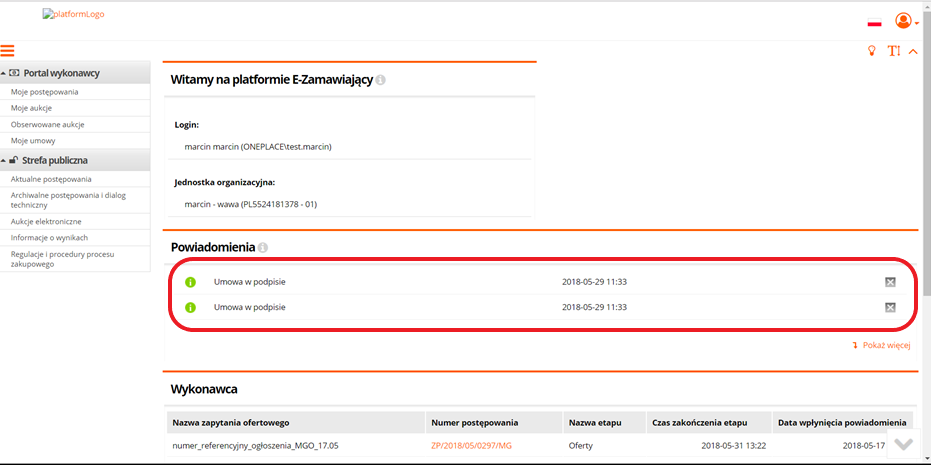 platformLogo
T!
Portal wykonawcy
Moje postępowania
Moje aukcje
Obserwowane aukcje
Moje umowy
Strefa publiczna
Aktualne postępowania
Archiwalne postępowania i dialog
techniczny
Aukcje elektroniczne
Informacje o wynikach
Regulacje i procedury procesu
zakupowego
Witamy na platformie E-Zamawiający
Login:
marcin marcin (ONEPLACE\test.marcin)
Jednostka organizacyjna:
marcin - wawa (PL5524181378 - 01)
Powiadomienia
Umowa w podpisie 2018-05-29 11:33
Umowa w podpisie 2018-05-29 11:33
Pokaż więcej
Wykonawca
Nazwa zapytania ofertowego Numer postępowania Nazwa etapu Czas zakończenia etapu Data wpłynięcia powiadomienia
numer_referencyjny_ogłoszenia_MGO_17.05 ZP/2018/05/0297/MG Oferty 2018-05-31 13:22 2018-05-17